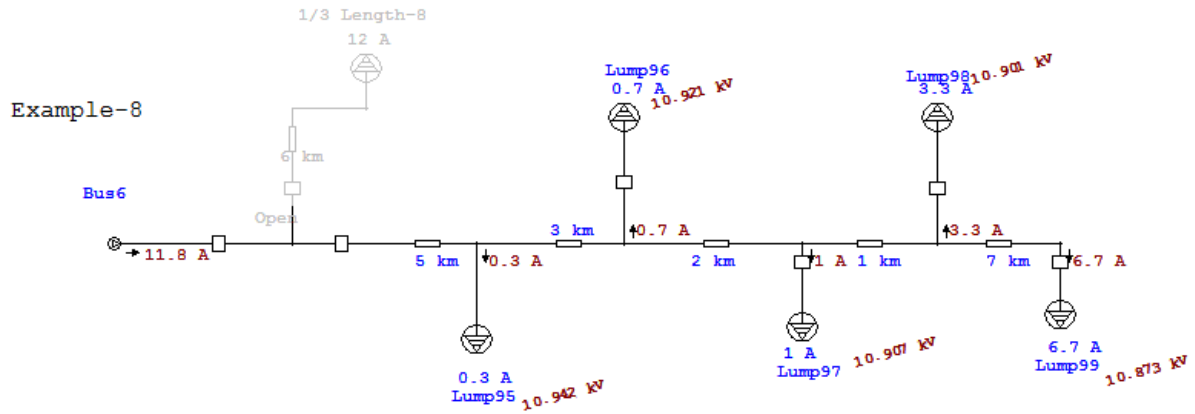 1/3 Length-8
12 A
Example-8
6 km
Open
Bus6
11.8 A
5 km
0.3 A
0.3 A
Lump95
10.942 kV
3 km
Lump96
0.7 A
10.921 kV
0.7 A
2 km
1 A
1 A
Lump97
10.907 kV
1 km
Lump98
3.3 A
10.901 kV
3.3 A
7 km
6.7 A
6.7 A
Lump99
10.873 kV